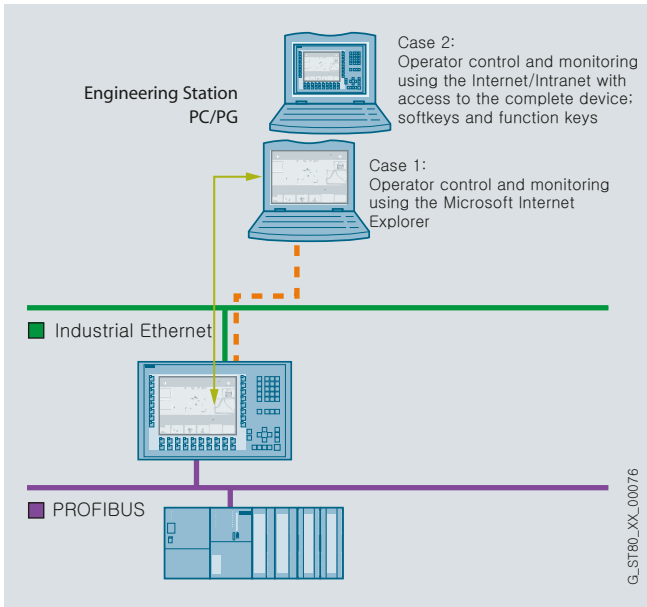 Case 2:
Operator control and monitoring
using the Internet/Intranet with
access to the complete device;
softkeys and function keys
Engineering Station
PC/PG
Case 1:
Operator control and monitoring
using the Microsoft Internet
Explorer
Industrial Ethernet
PROFIBUS
G_ST80_XX_00076